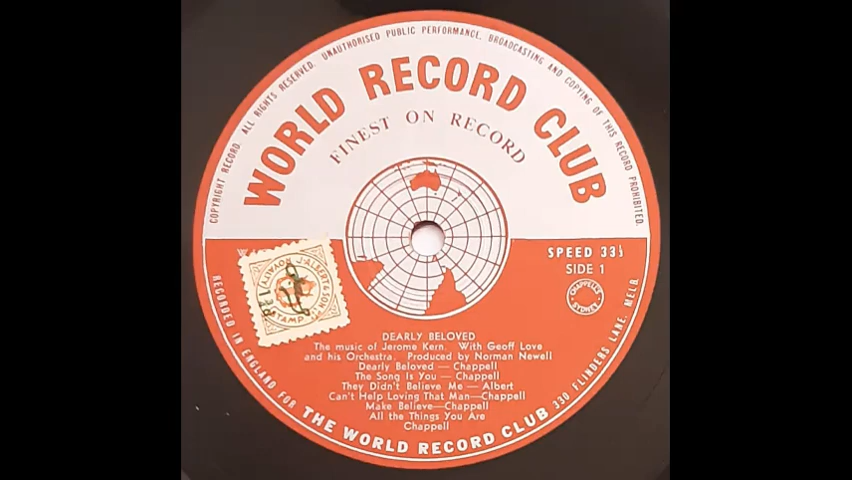 COPYRIGHT RECORD. ALL RIGHTS RESERVED. UNAUTHORISED PUBLIC PERFORMANCE, BROADCASTING AND COPYING OF THIS RECORD PROHIBITED.
WORLD RECORD CLUB
FINEST ON RECORD
SPEED 33⅓
SIDE 1
CHAPPELL'S
SYDNEY
J. ALBERT & SON
ROYALTY
STAMP
DEARLY BELOVED
The music of Jerome Kern. With Geoff Love
and his Orchestra. Produced by Norman Newell
Dearly Beloved — Chappell
The Song is You — Chappell
They Didn't Believe Me — Albert
Can't Help Loving That Man—Chappell
Make Believe—Chappell
All the Things You Are
Chappell
RECORDED IN ENGLAND FOR THE WORLD RECORD CLUB 330 FLINDERS LANE, MELB.